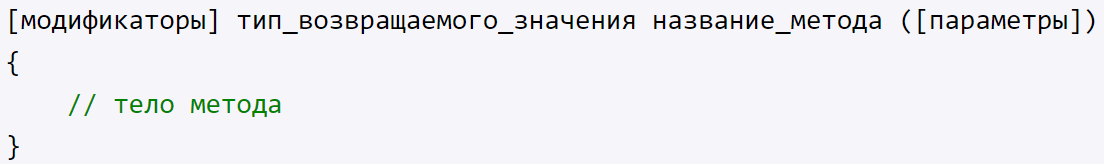 [модификаторы] тип_возвращаемого_значения название_метода ([параметры])
{
    // тело метода
}